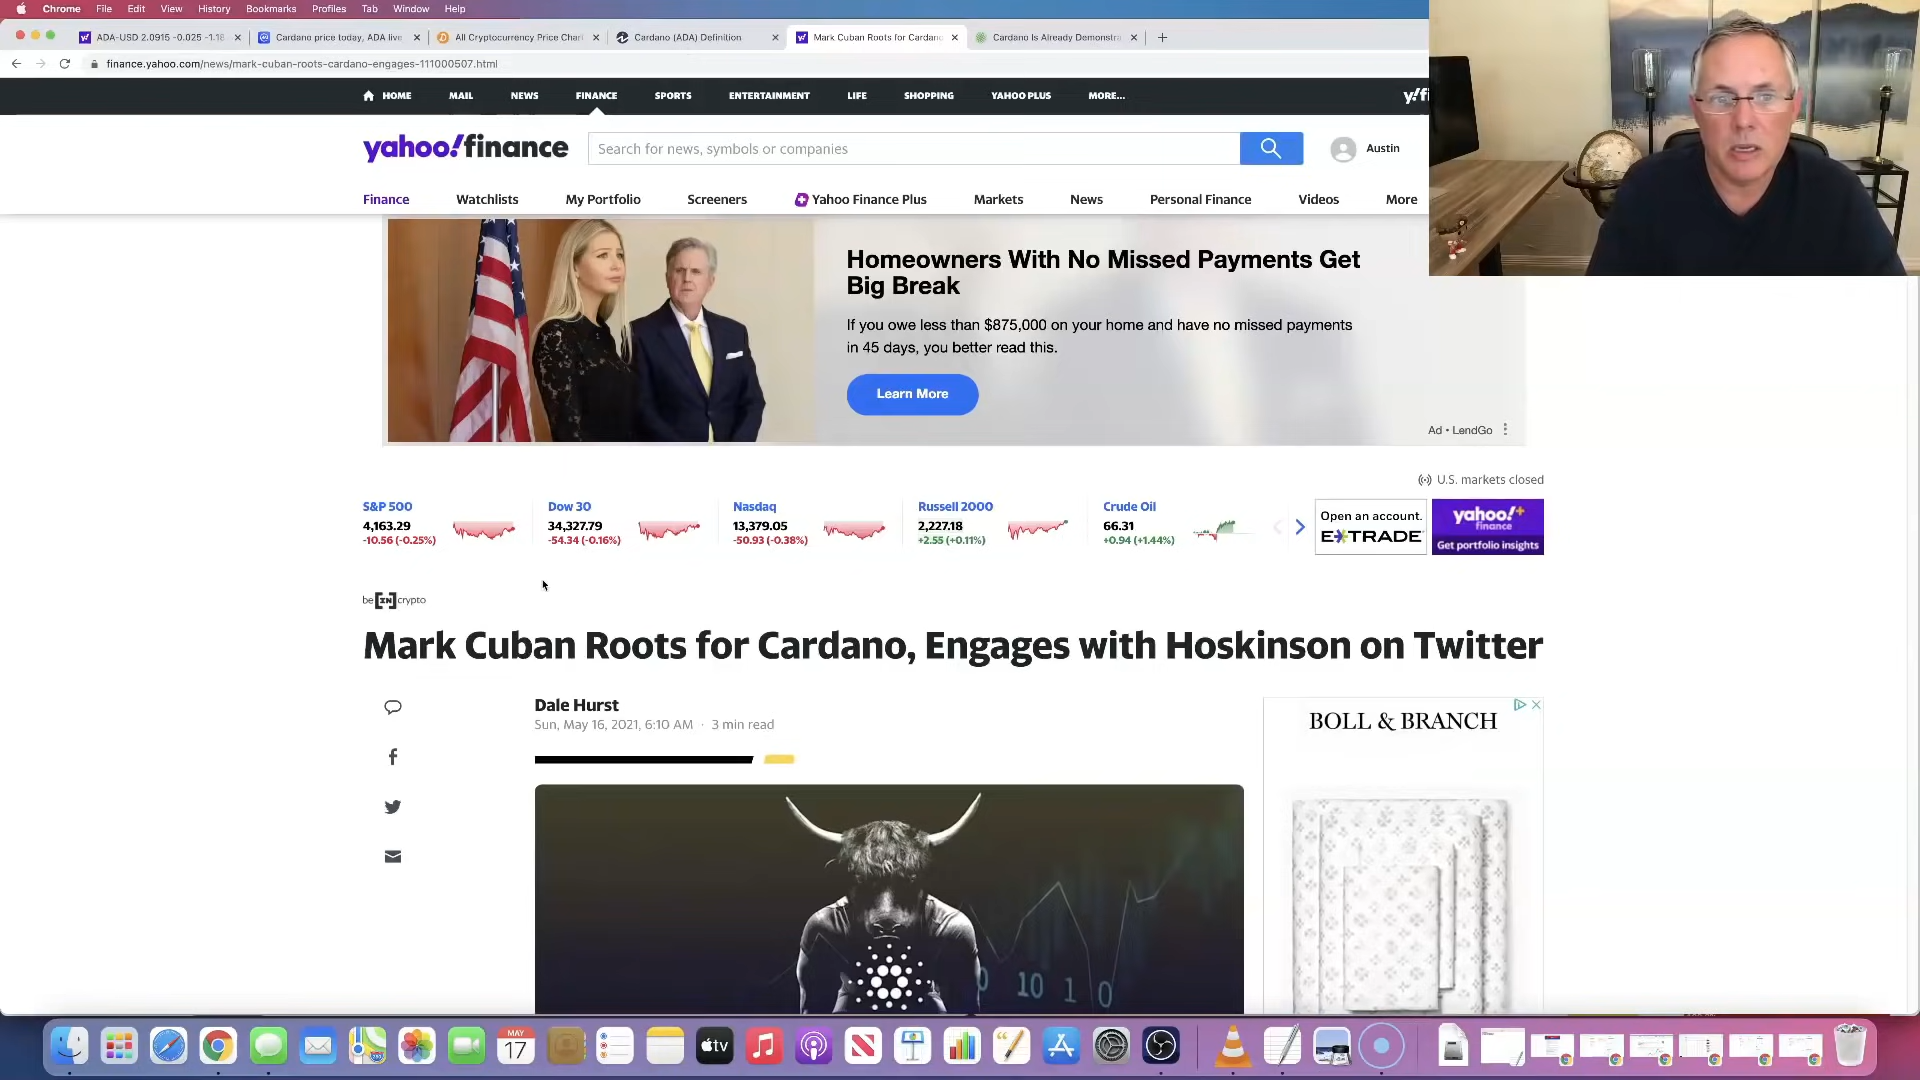 Chrome File Edit View History Bookmarks Profiles Tab Window Help
ADA-USD 2.0915 -0.025 -1.18
Cardano price today, ADA live
All Cryptocurrency Price Char
Cardano (ADA) Definition
Mark Cuban Roots for Cardano
Cardano Is Already Demonstra
finance.yahoo.com/news/mark-cuban-roots-cardano-engages-111000507.html
HOME MAIL NEWS FINANCE SPORTS ENTERTAINMENT LIFE SHOPPING YAHOO PLUS MORE...
yahoo!finance
Search for news, symbols or companies
Austin
Finance Watchlists My Portfolio Screeners Yahoo Finance Plus Markets News Personal Finance Videos More
Homeowners With No Missed Payments Get
Big Break
If you owe less than $875,000 on your home and have no missed payments
in 45 days, you better read this.
Learn More
Ad • LendGo
U.S. markets closed
S&P 500
4,163.29
-10.56 (-0.25%)
Dow 30
34,327.79
-54.34 (-0.16%)
Nasdaq
13,379.05
-50.93 (-0.38%)
Russell 2000
2,227.18
+2.55 (+0.11%)
Crude Oil
66.31
+0.94 (+1.44%)
Open an account.
E*TRADE
yahoo!+
finance
Get portfolio insights
be[IN]crypto
Mark Cuban Roots for Cardano, Engages with Hoskinson on Twitter
Dale Hurst
Sun, May 16, 2021, 6:10 AM · 3 min read
BOLL & BRANCH
0 10 1 0
MAY
17
tv